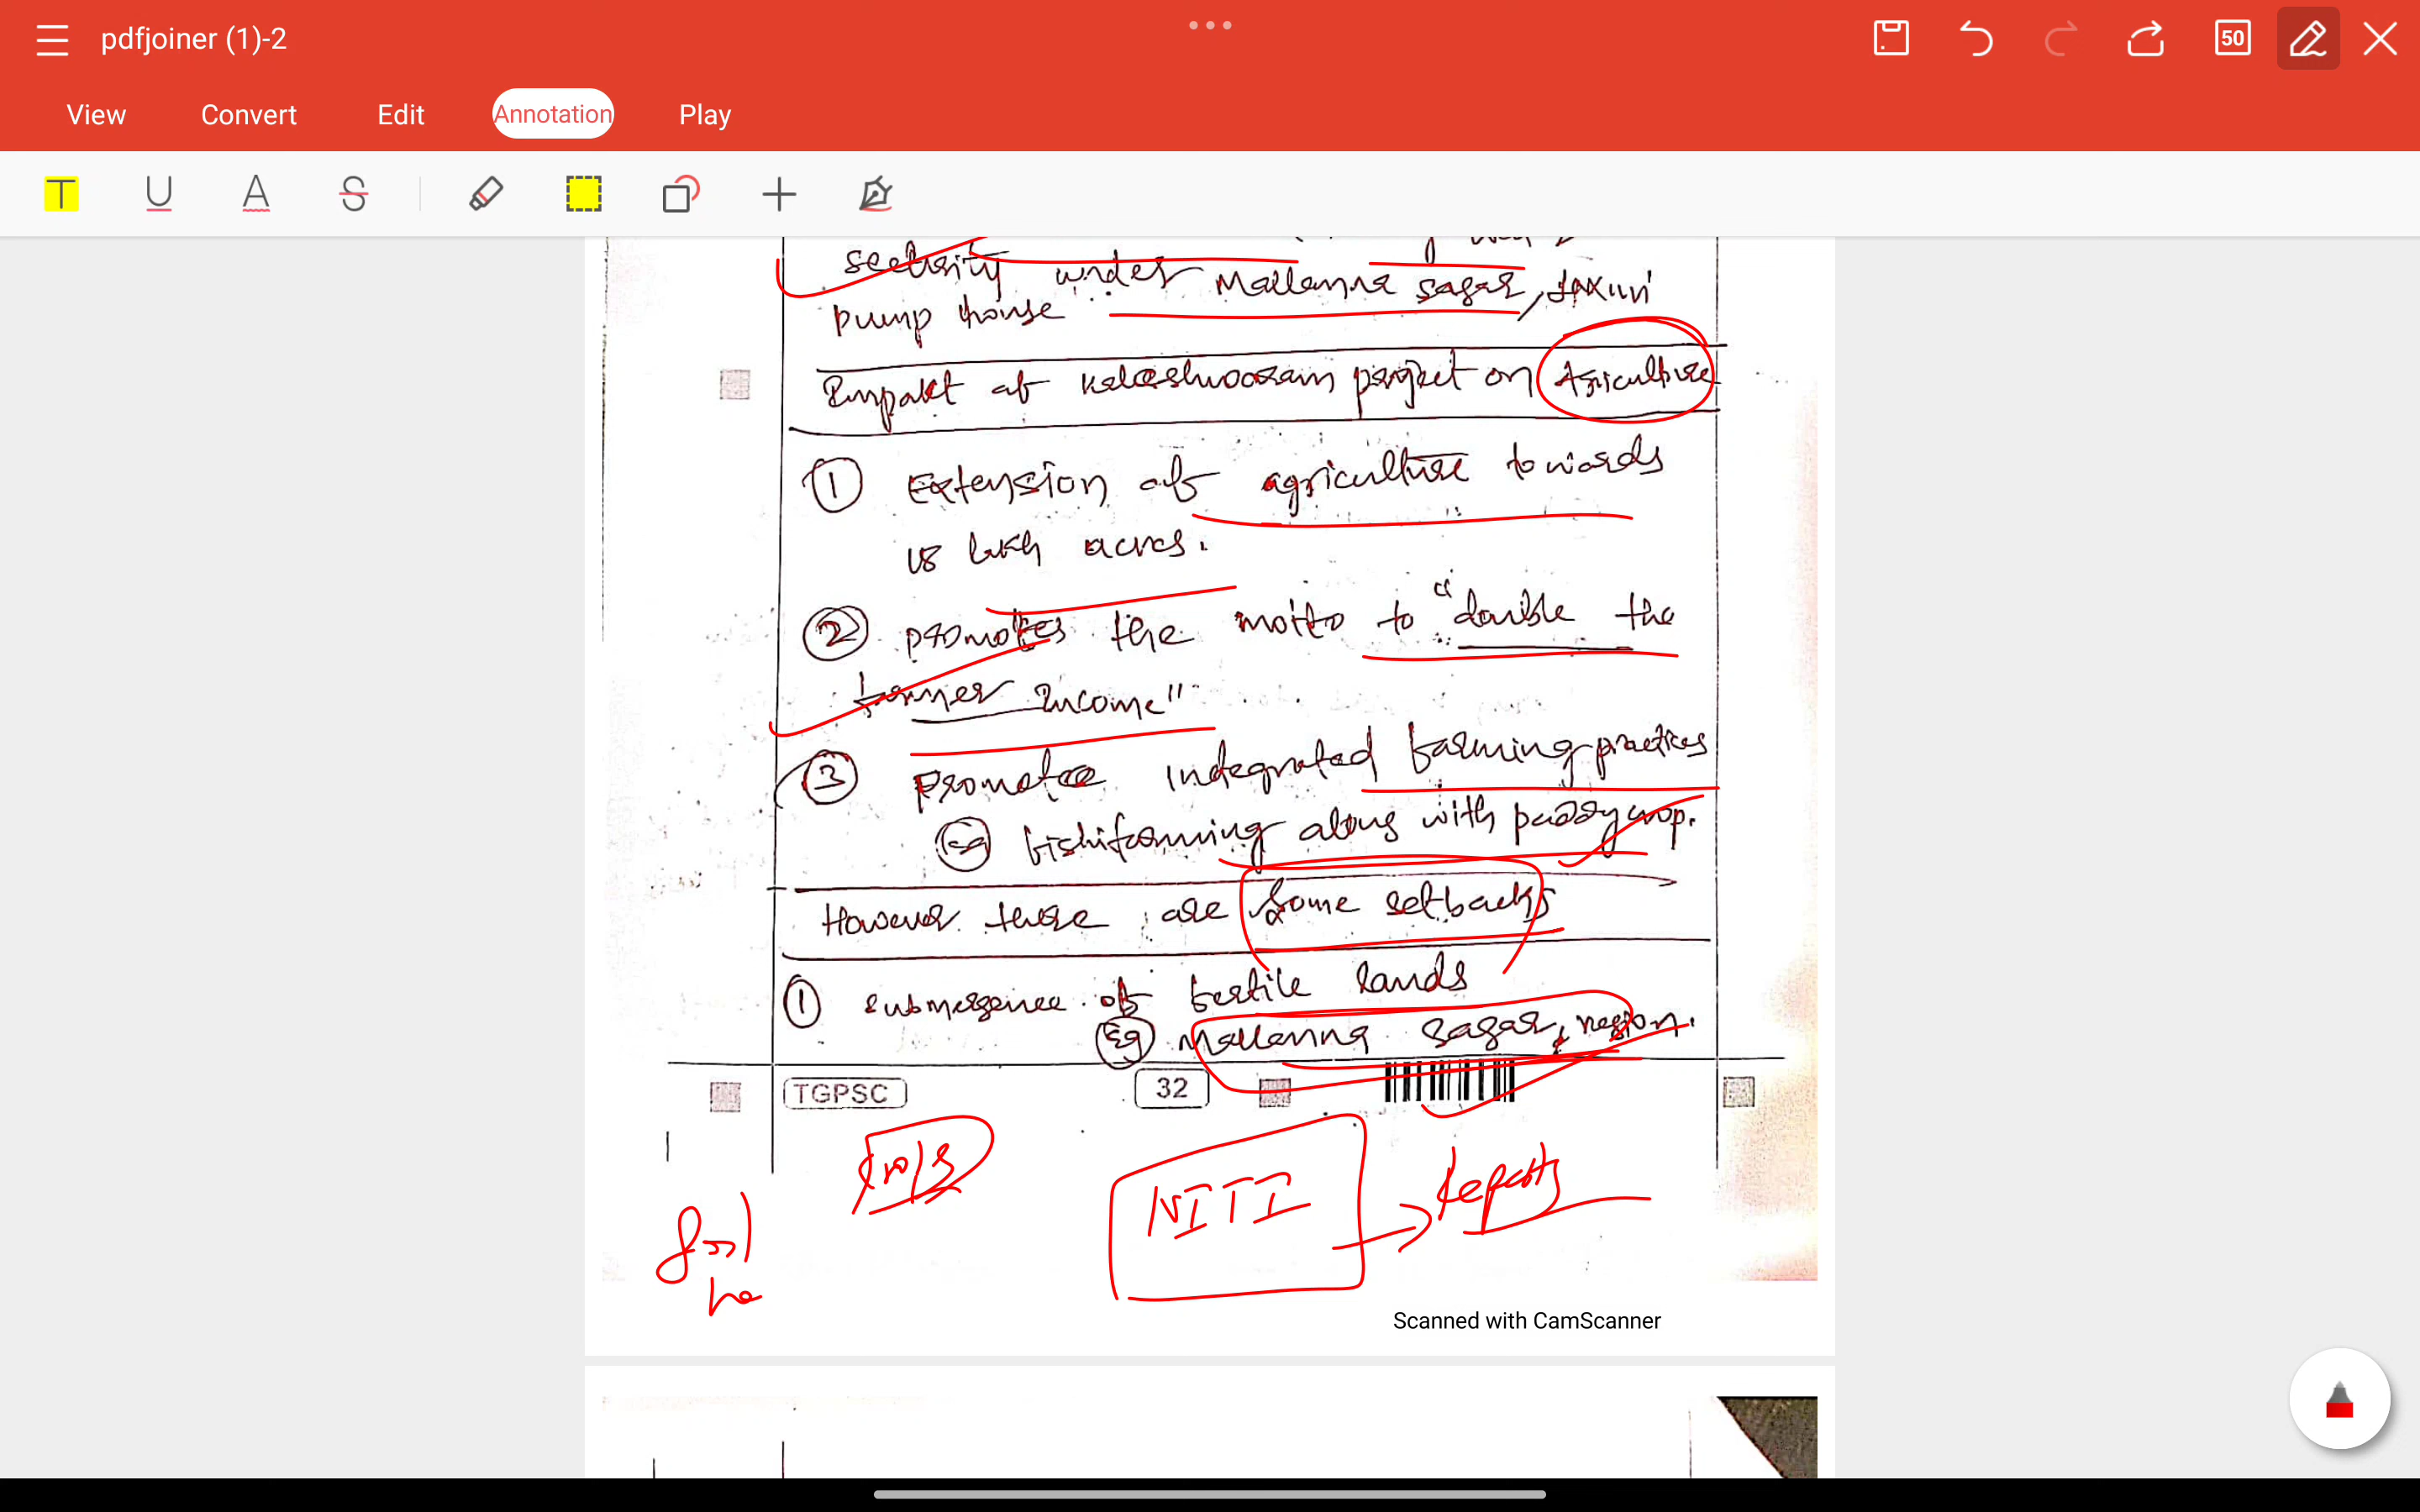 pdfjoiner (1)-2
50
View Convert Edit Annotation Play
T U A S
under Mallanna sagar,
pump house
Impakt of kaleshwaram project on Agriculture
① Extension of agriculture towards
18 lakh acres.
② promotes the motto to "double the
farmer Income"
③ Promotes indegrated farming practices
Eg fishifarming along with paddy crop.
However there are some setbacks
① submergence of fertile lands
Eg Mallanna sagar, region.
TGPSC 32
NITI → Reports
Scanned with CamScanner